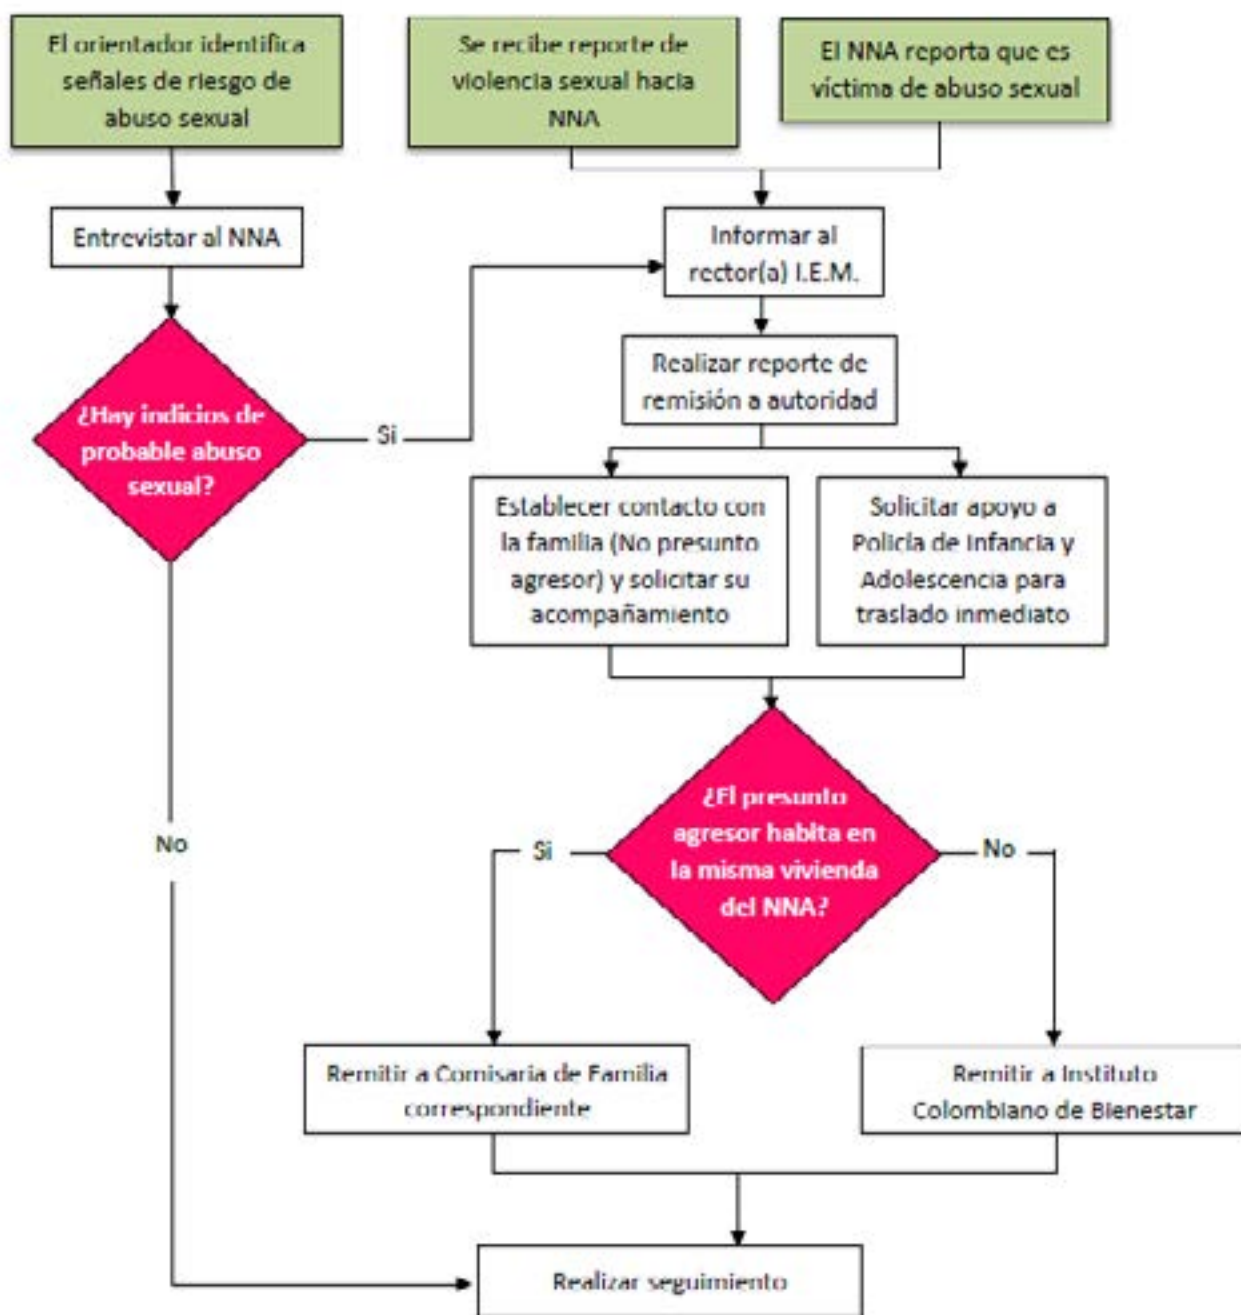 El orientador identifica
señales de riesgo de
abuso sexual
Se recibe reporte de
violencia sexual hacia
NNA
El NNA reporta que es
víctima de abuso sexual
Entrevistar al NNA
Informar al
rector(a) I.E.M.
Realizar reporte de
remisión a autoridad
¿Hay indicios de
probable abuso
sexual?
Si
Establecer contacto con
la familia (No presunto
agresor) y solicitar su
acompañamiento
Solicitar apoyo a
Policía de Infancia y
Adolescencia para
traslado inmediato
¿El presunto
agresor habita en
la misma vivienda
del NNA?
No
Si
No
Remitir a Comisaria de Familia
correspondiente
Remitir a Instituto
Colombiano de Bienestar
Realizar seguimiento